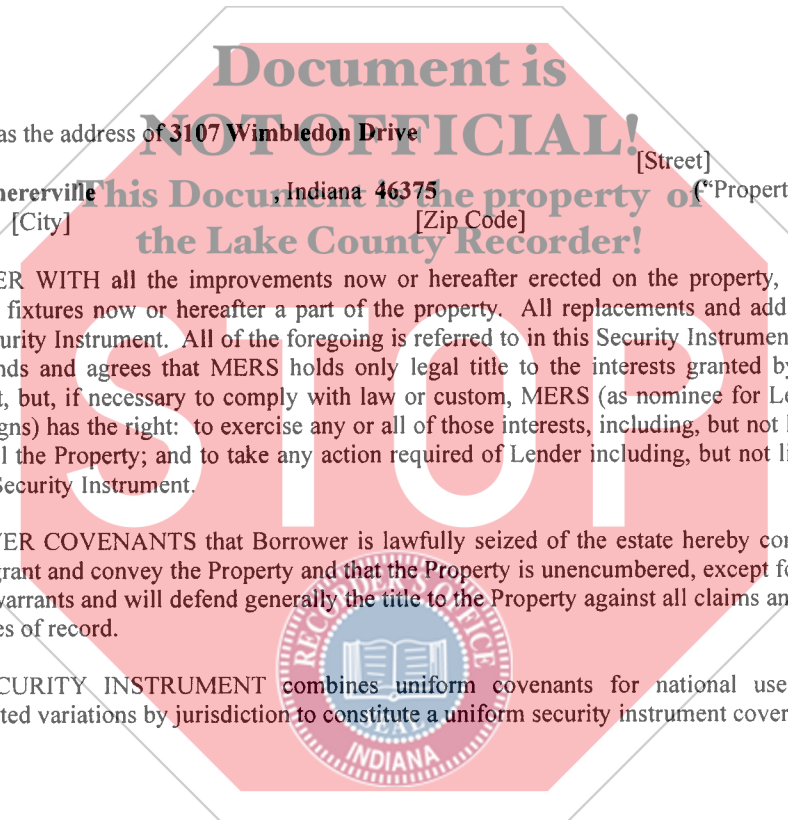 Document is
NOT OFFICIAL!
as the address of 3107 Wimbledon Drive
[Street]
This Document is the property of
hererville , Indiana 46375 ("Propert
[City] [Zip Code]
the Lake County Recorder!
ER WITH all the improvements now or hereafter erected on the property,
fixtures now or hereafter a part of the property. All replacements and add
urity Instrument. All of the foregoing is referred to in this Security Instrumen
nds and agrees that MERS holds only legal title to the interests granted by
t, but, if necessary to comply with law or custom, MERS (as nominee for Le
igns) has the right: to exercise any or all of those interests, including, but not l
l the Property; and to take any action required of Lender including, but not li
Security Instrument.
STOP
VER COVENANTS that Borrower is lawfully seized of the estate hereby con
grant and convey the Property and that the Property is unencumbered, except fo
warrants and will defend generally the title to the Property against all claims an
es of record.
CURITY INSTRUMENT combines uniform covenants for national use
ted variations by jurisdiction to constitute a uniform security instrument cover
RECORDER'S OFFICE
SEAL
INDIANA